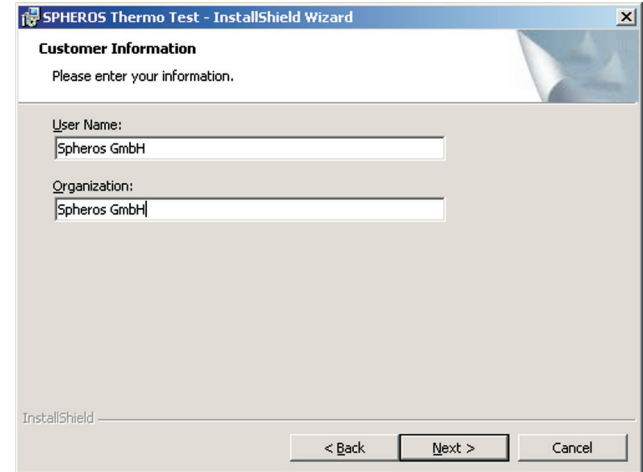 SPHEROS Thermo Test - InstallShield Wizard
Customer Information
Please enter your information.
User Name:
Spheros GmbH
Organization:
Spheros GmbH
InstallShield
< Back Next > Cancel